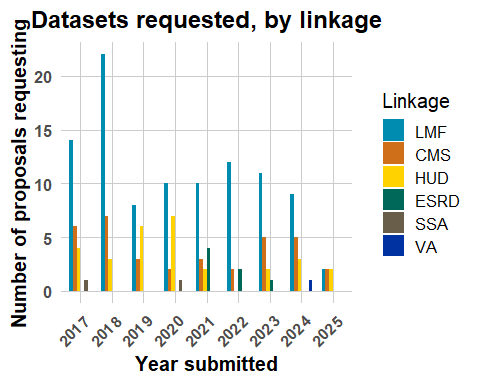 Datasets requested, by linkage
Number of proposals requesting
20
15
10
5
0
2017
2018
2019
2020
2021
2022
2023
2024
2025
Year submitted
Linkage
LMF
CMS
HUD
ESRD
SSA
VA